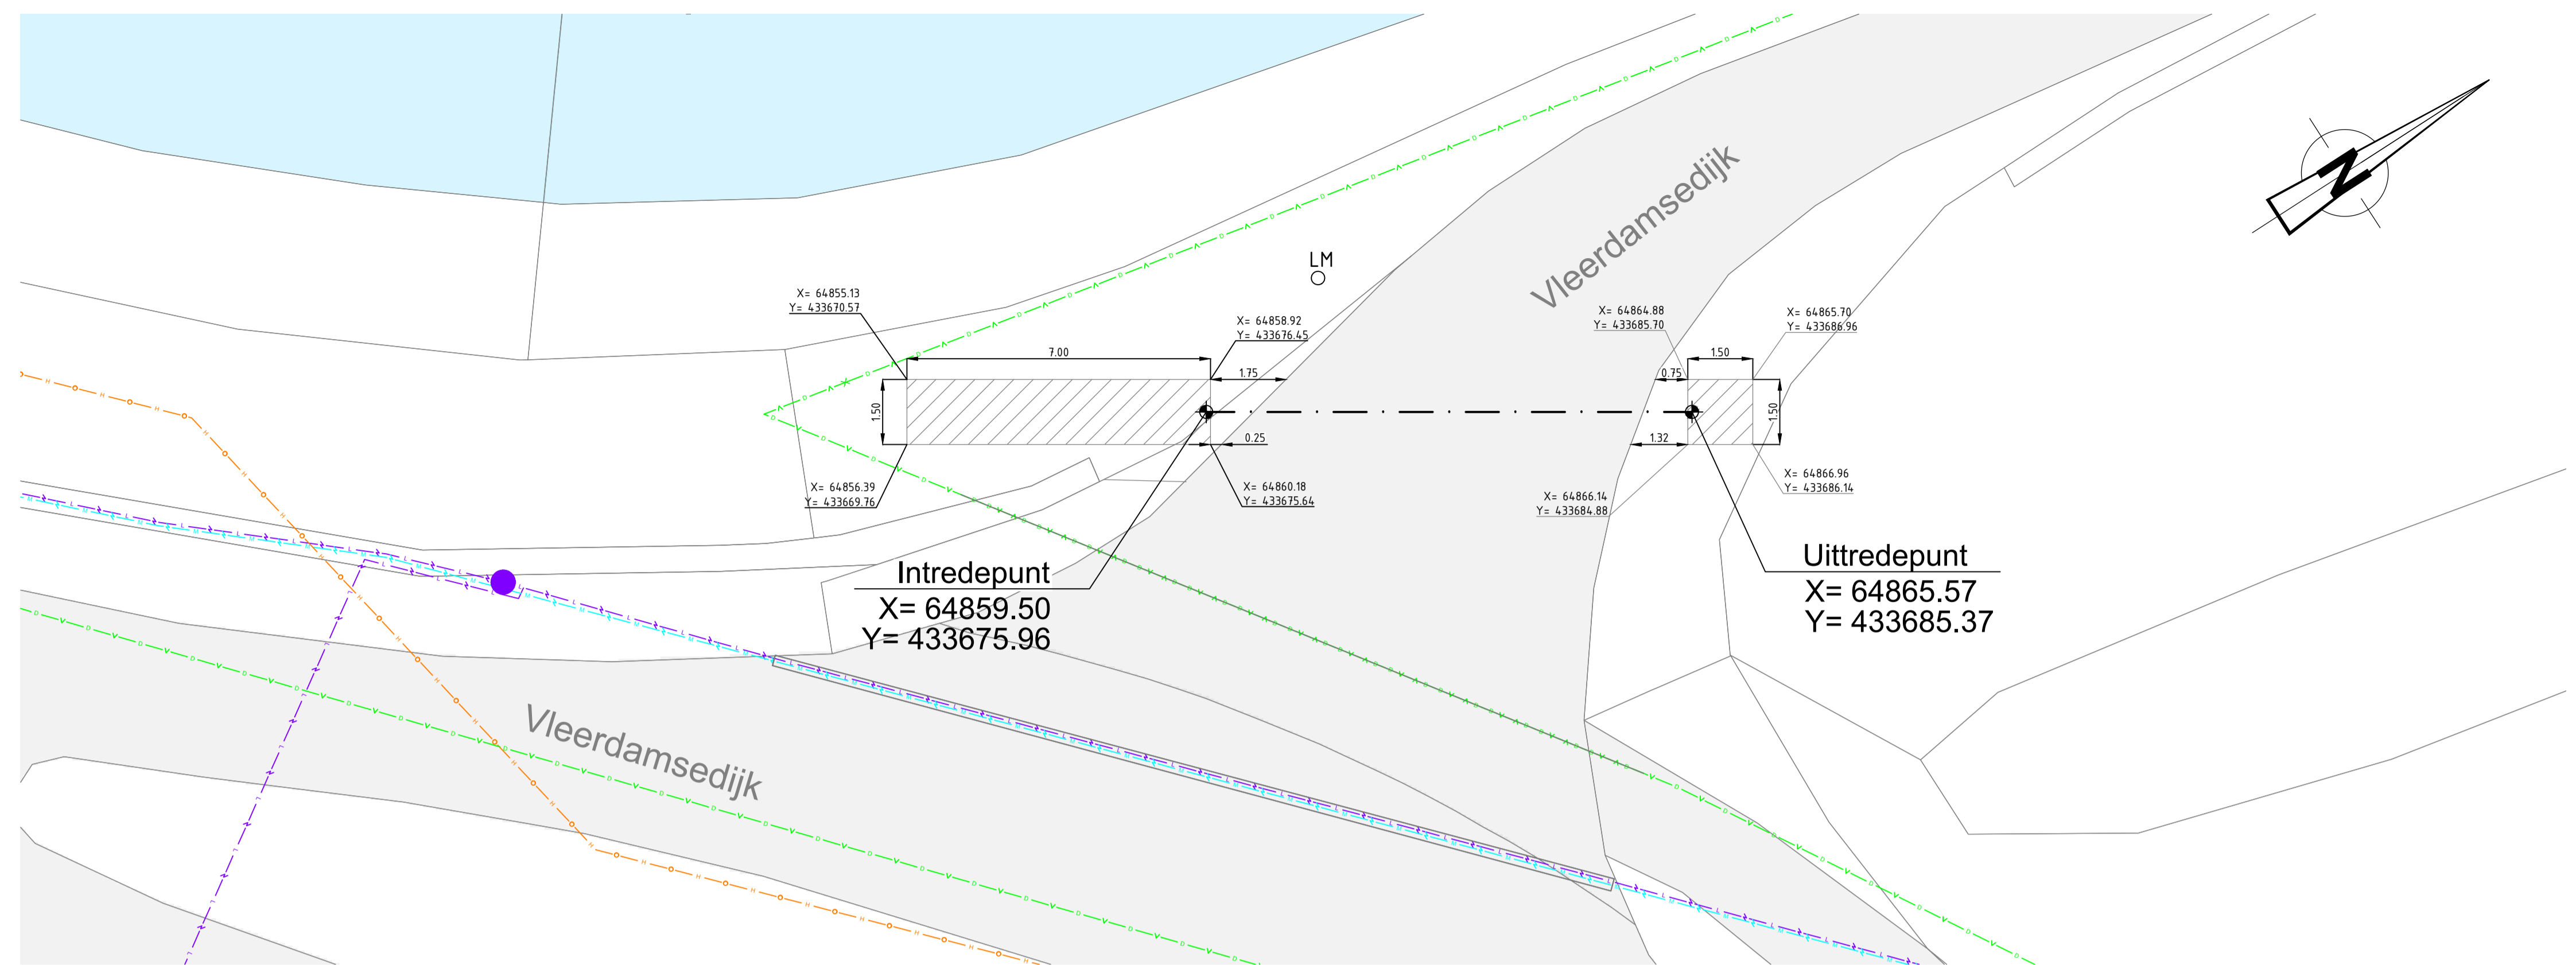 Vleerdamsedijk
LM
X= 64855.13
Y= 433670.57
X= 64858.92
Y= 433676.45
X= 64864.88
Y= 433685.70
X= 64865.70
Y= 433686.96
7.00
1.75
0.75
1.50
1.50
1.50
0.25
1.32
X= 64856.39
Y= 433669.76
X= 64860.18
Y= 433675.64
X= 64866.14
Y= 433684.88
X= 64866.96
Y= 433686.14
Intredepunt
X= 64859.50
Y= 433675.96
Uittredepunt
X= 64865.57
Y= 433685.37
Vleerdamsedijk
N